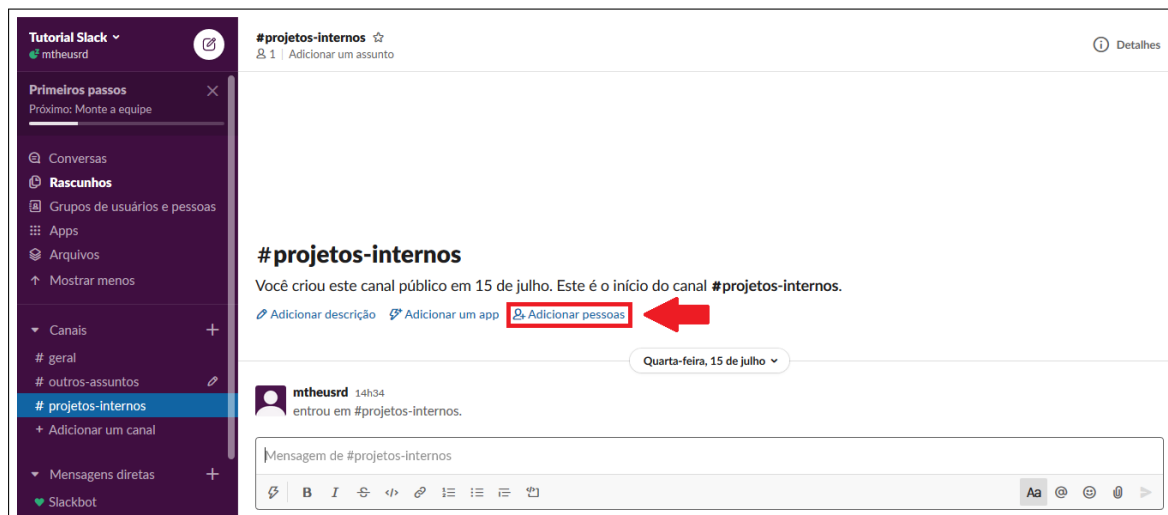 Tutorial Slack
mtheusrd
Primeiros passos
Próximo: Monte a equipe
Conversas
Rascunhos
Grupos de usuários e pessoas
Apps
Arquivos
Mostrar menos
Canais
# geral
# outros-assuntos
# projetos-internos
+ Adicionar um canal
Mensagens diretas
Slackbot
#projetos-internos
1 | Adicionar um assunto
Detalhes
#projetos-internos
Você criou este canal público em 15 de julho. Este é o início do canal #projetos-internos.
Adicionar descrição Adicionar um app Adicionar pessoas
Quarta-feira, 15 de julho
mtheusrd 14h34
entrou em #projetos-internos.
Mensagem de #projetos-internos
B I S </> Aa @